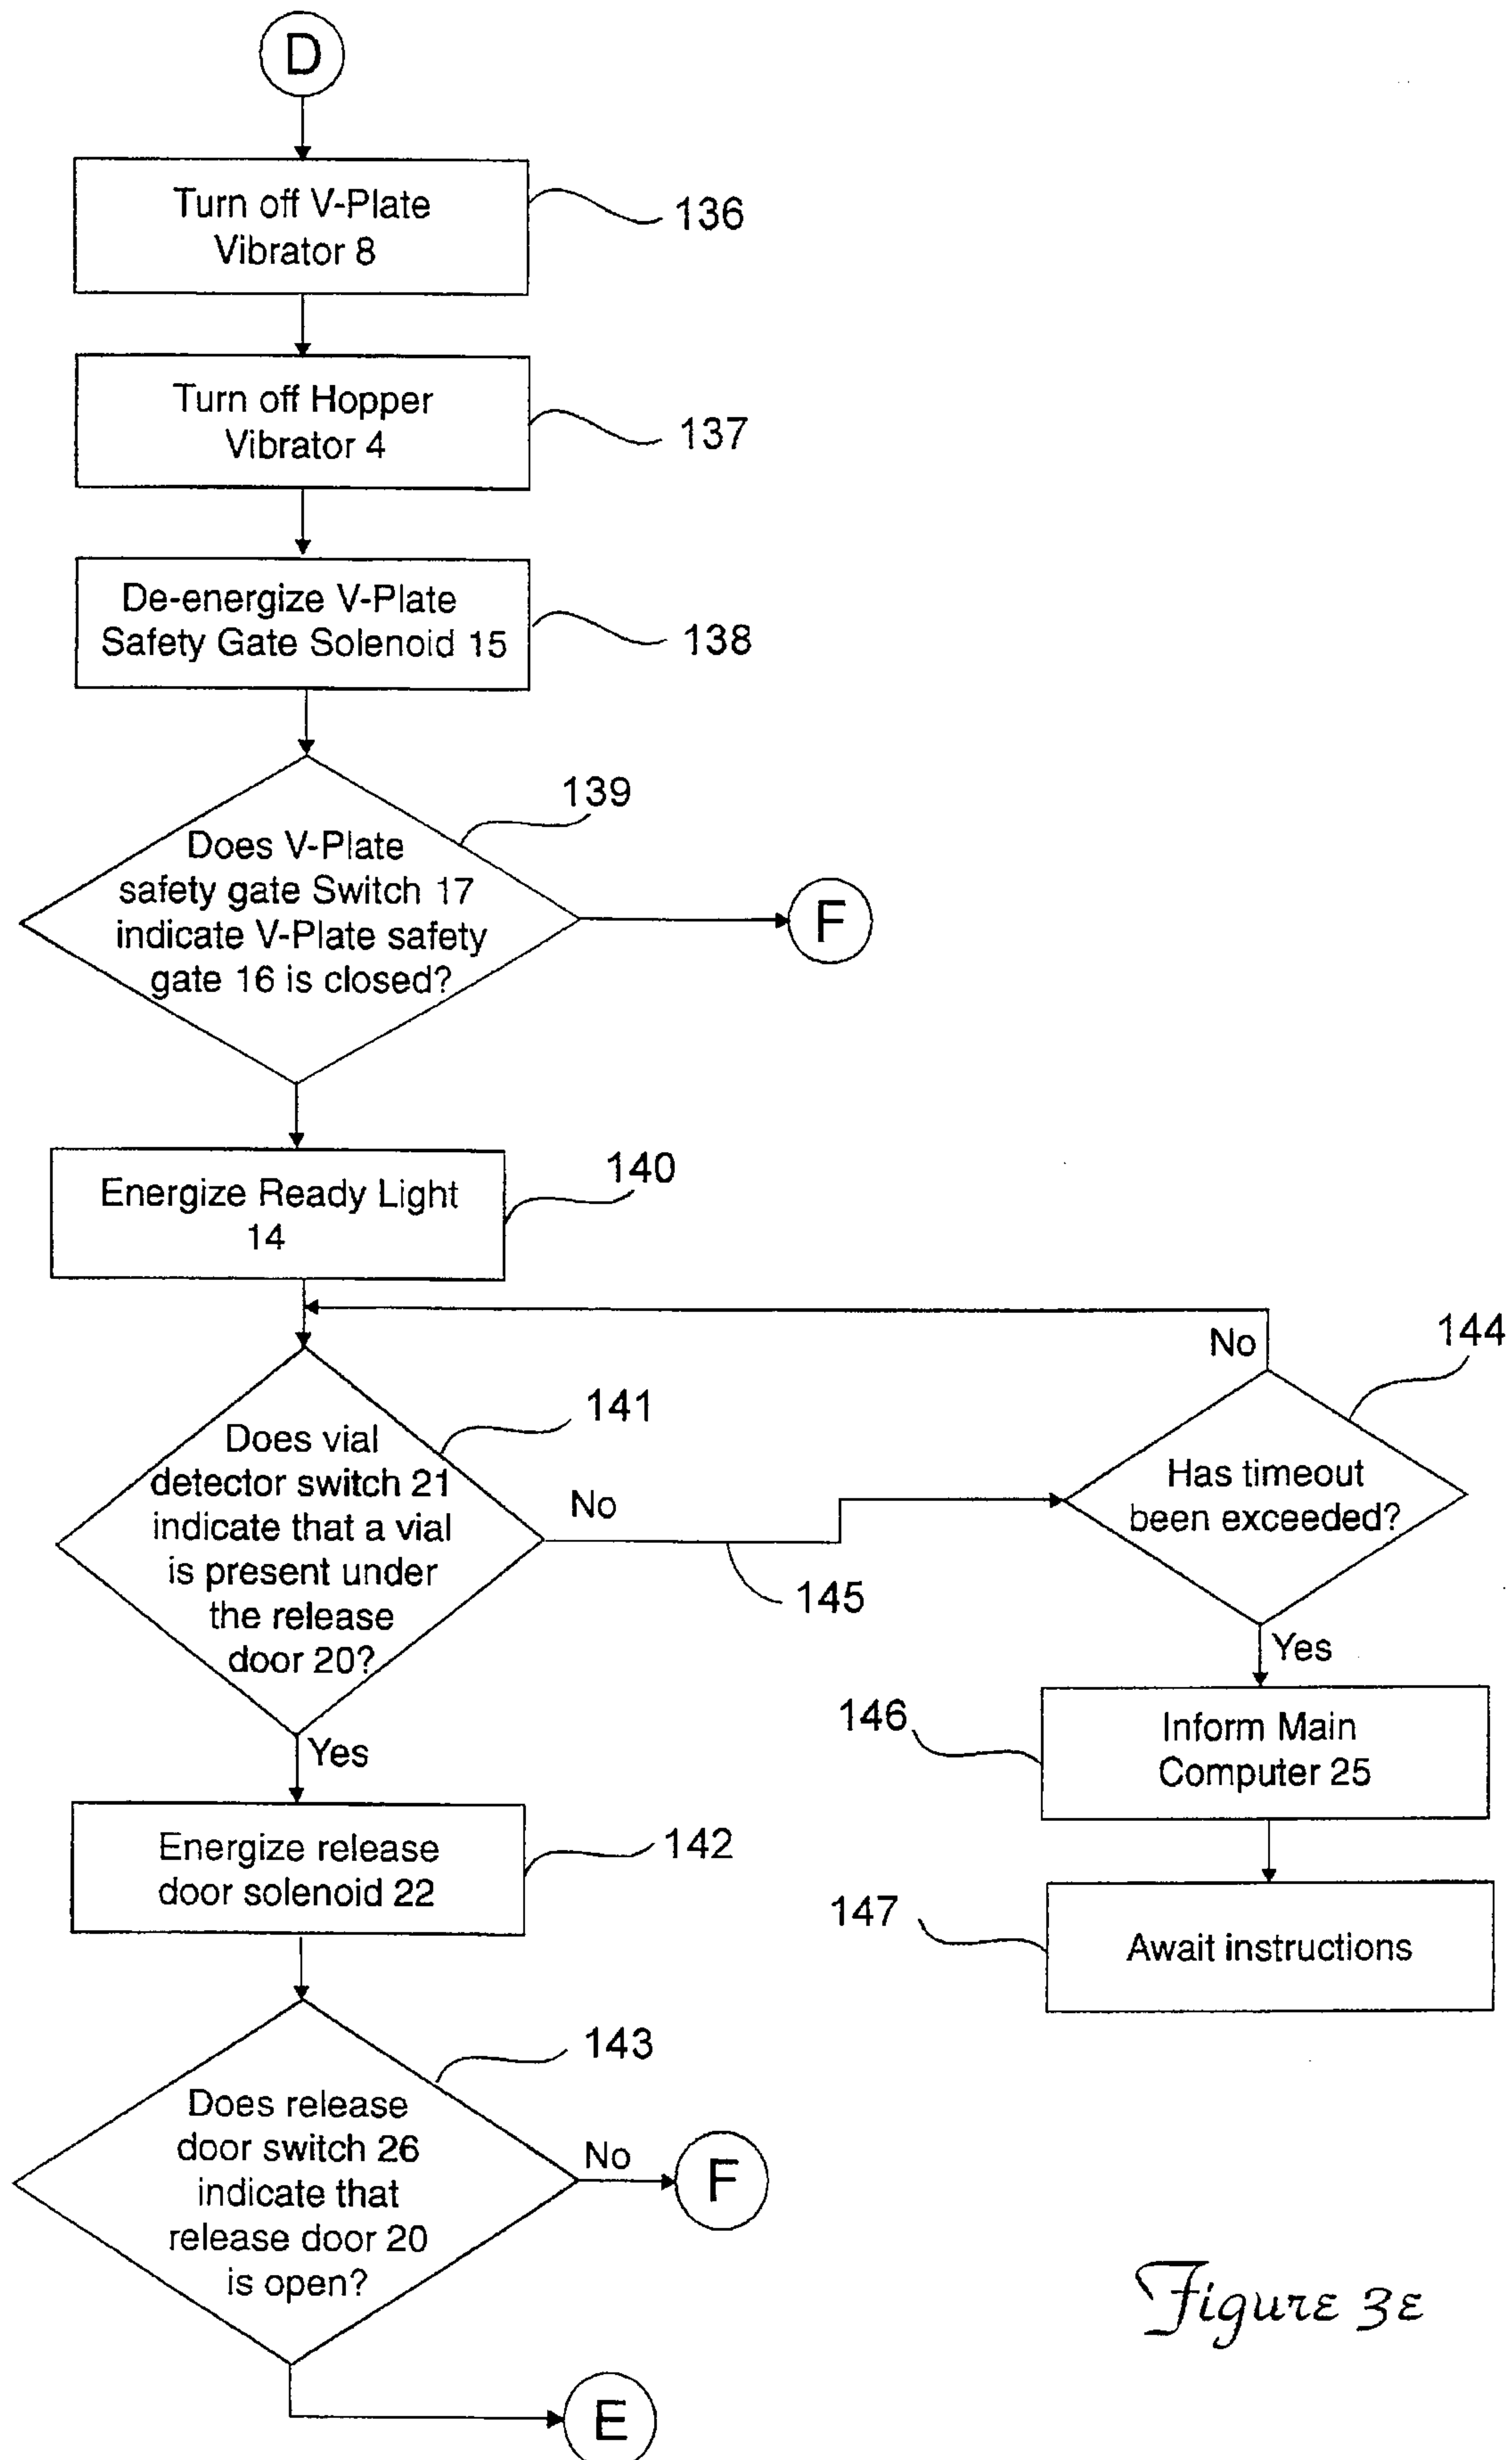 D
Turn off V-Plate
Vibrator 8
136
Turn off Hopper
Vibrator 4
137
De-energize V-Plate
Safety Gate Solenoid 15
138
139
Does V-Plate
safety gate Switch 17
indicate V-Plate safety
gate 16 is closed?
F
140
Energize Ready Light
14
No
144
141
Does vial
detector switch 21
indicate that a vial
is present under
the release
door 20?
No
145
Has timeout
been exceeded?
Yes
Yes
146
Inform Main
Computer 25
142
Energize release
door solenoid 22
147
Await instructions
143
Does release
door switch 26
indicate that
release door 20
is open?
No
F
E
Figure 3e